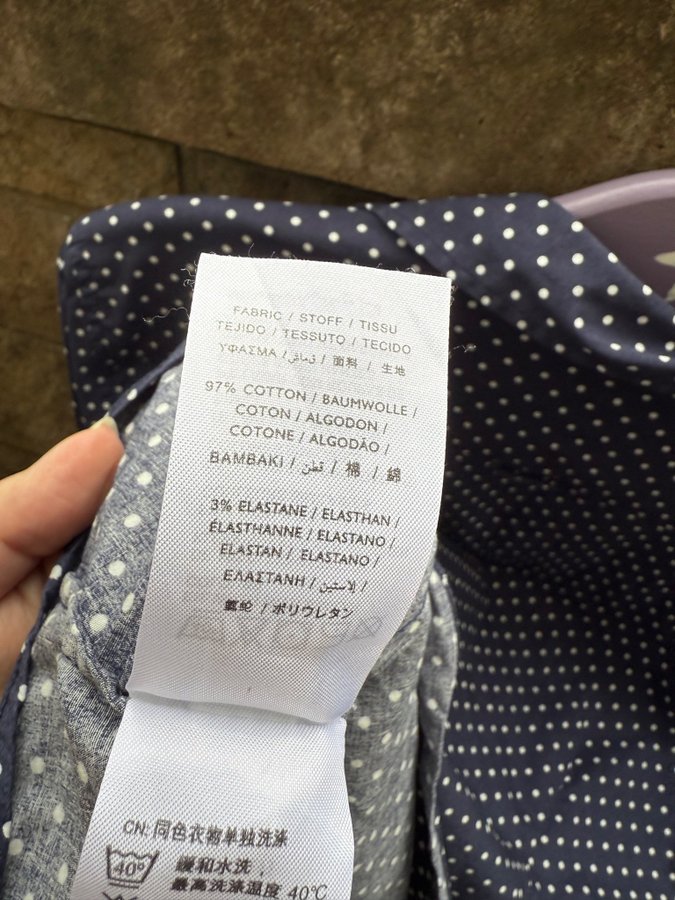 FABRIC / STOFF / TISSU
TEJIDO / TESSUTO / TECIDO
ΥΦΑΣΜΑ / قماش / 面料 / 生地
97% COTTON / BAUMWOLLE /
COTON / ALGODON /
COTONE / ALGODÃO /
BAMBAKI / قطن / 棉 / 綿
3% ELASTANE / ELASTHAN /
ÉLASTHANNE / ELASTANO /
ELASTAN / ELASTANO /
ΕΛΑΣΤΑΝΗ / لاستين /
氨纶 / ポリウレタン
CN: 同色衣物单独洗涤
40° 缓和水洗,
最高洗涤温度 40℃